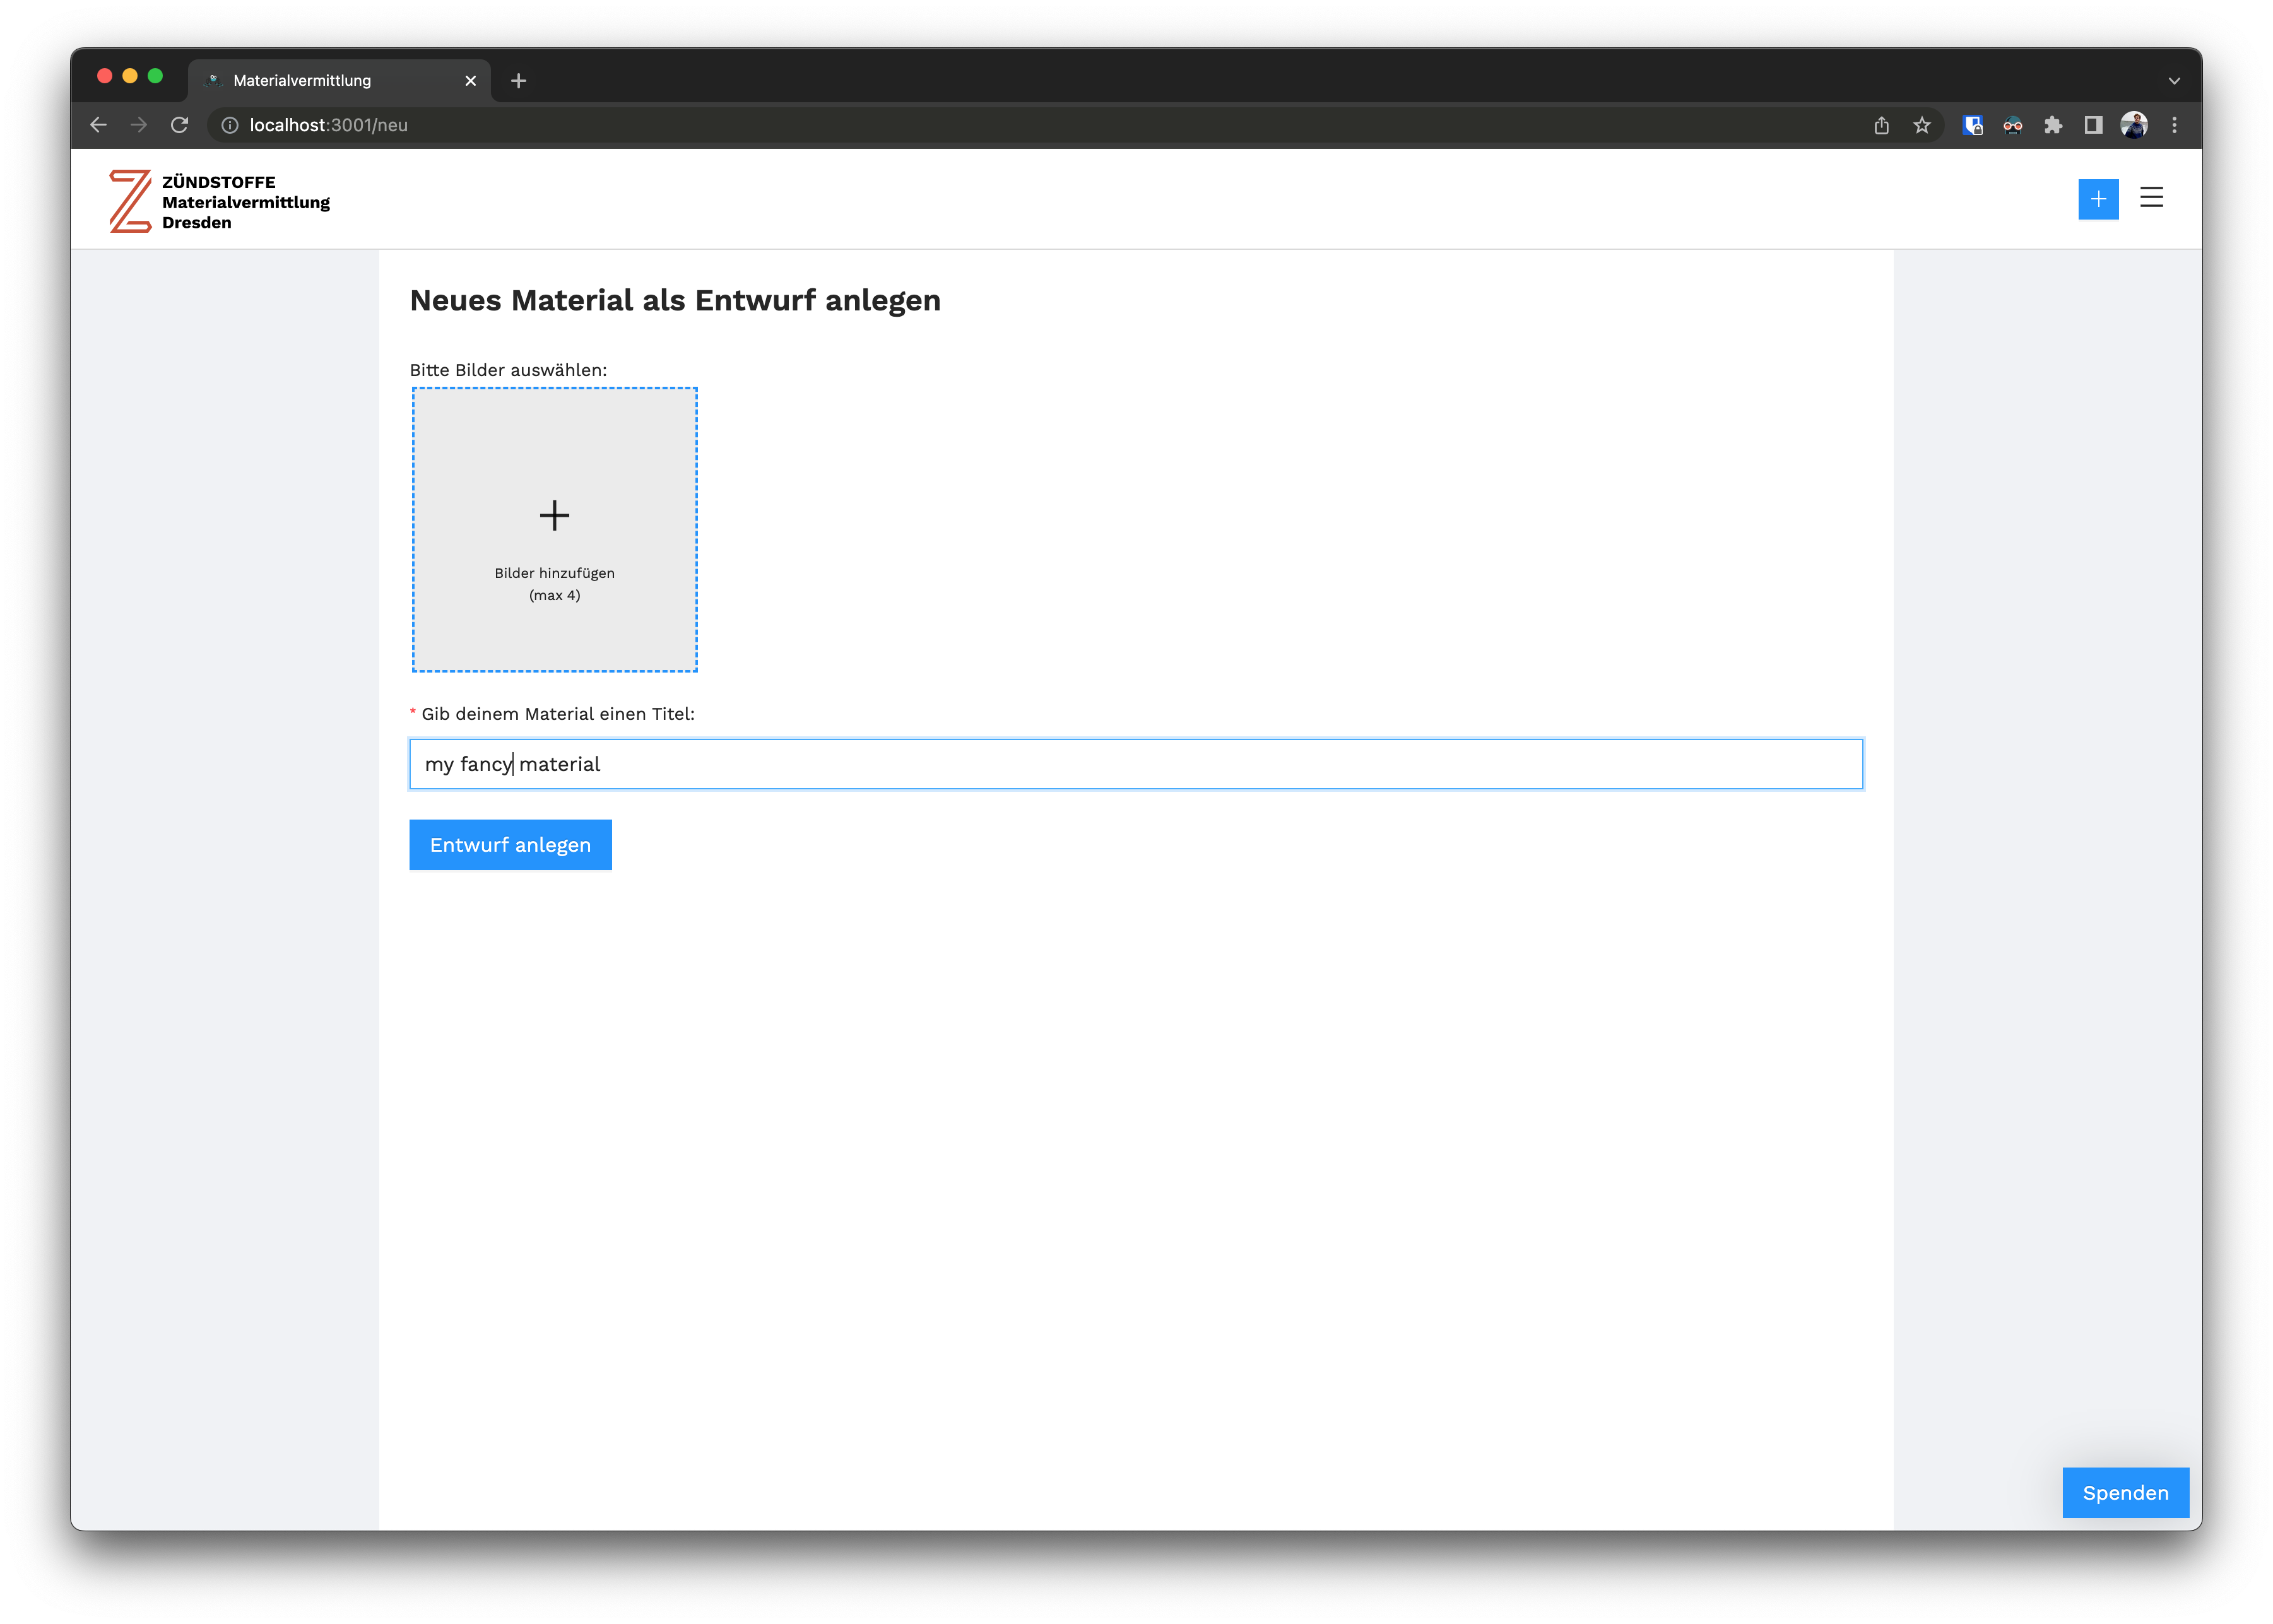 Materialvermittlung
localhost:3001/neu
ZÜNDSTOFFE
Materialvermittlung
Dresden
Neues Material als Entwurf anlegen
Bitte Bilder auswählen:
Bilder hinzufügen
(max 4)
* Gib deinem Material einen Titel:
my fancy material
Entwurf anlegen
Spenden